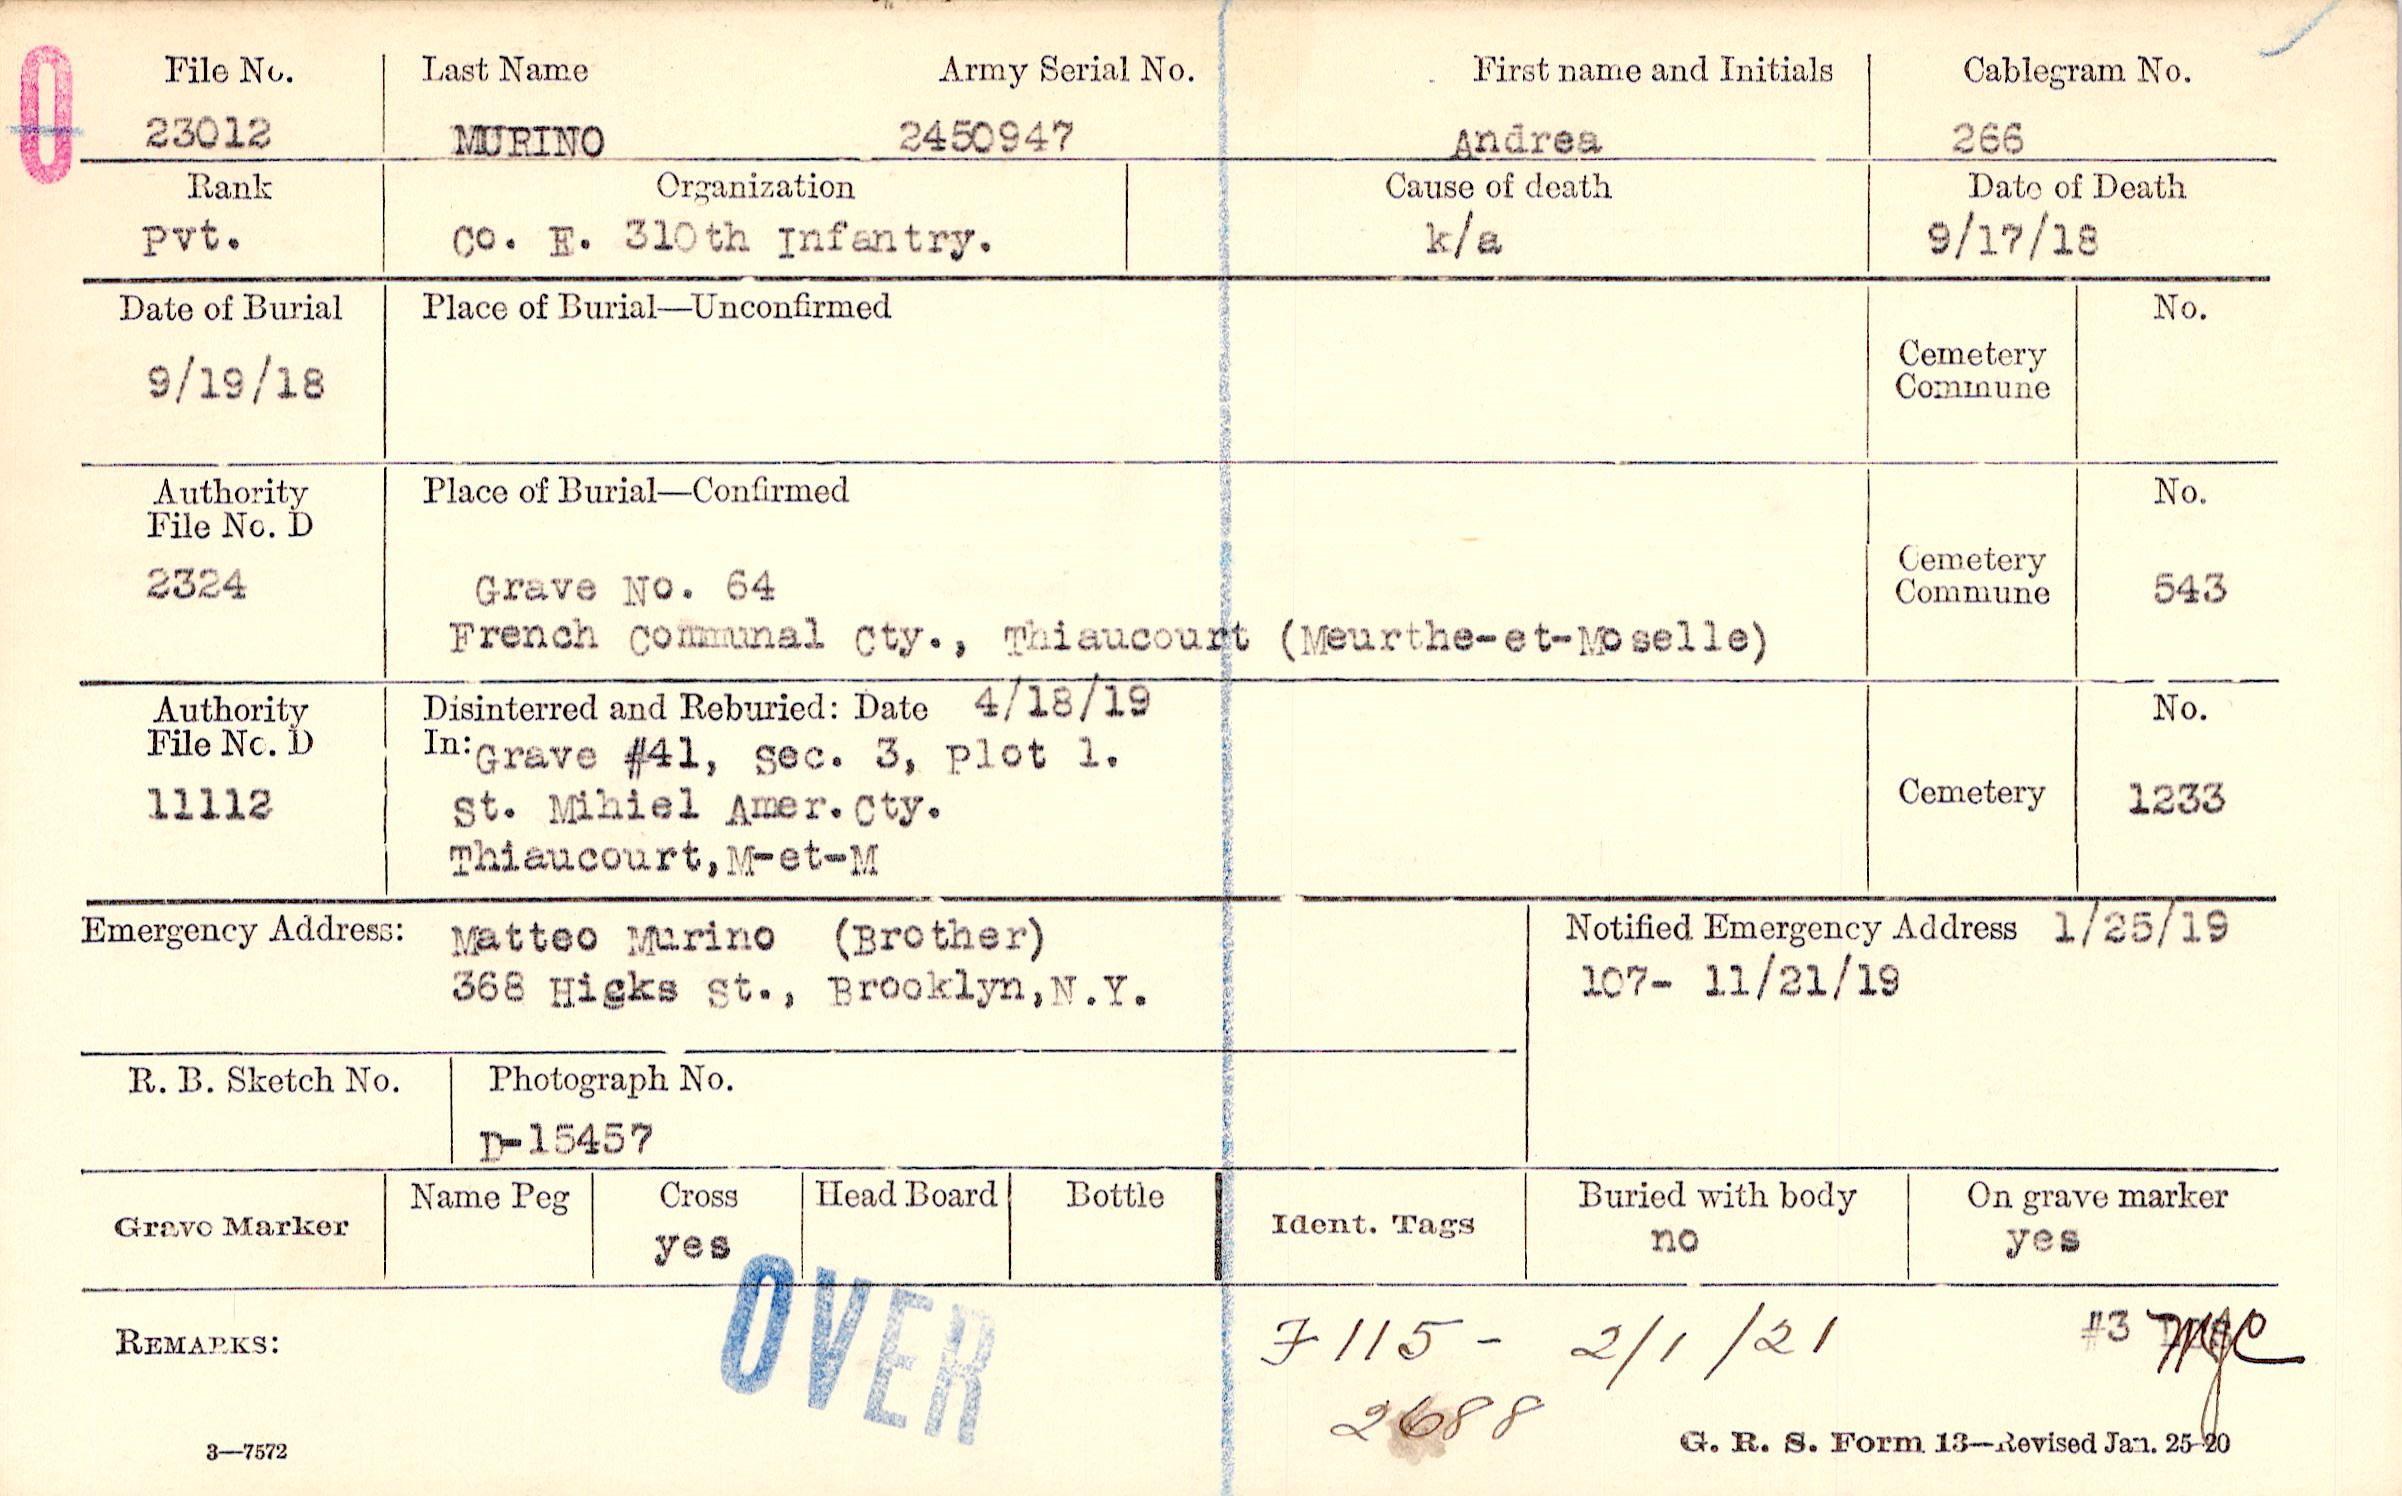 0
File No. Last Name Army Serial No. First name and Initials Cablegram No.
23012 MURINO 2450947 Andrea 266
Rank Organization Cause of death Date of Death
Pvt. Co. E. 310th Infantry. k/a 9/17/18
Date of Burial Place of Burial—Unconfirmed No.
9/19/18 Cemetery
Commune
Authority Place of Burial—Confirmed No.
File No. D
2324 Grave No. 64 Cemetery
Commune 543
French Communal Cty., Thiaucourt (Meurthe-et-Moselle)
Authority Disinterred and Reburied: Date 4/18/19 No.
File No. D In: Grave #41, Sec. 3, Plot 1.
11112 St. Mihiel Amer. Cty. Cemetery 1233
Thiaucourt, M-et-M
Emergency Address: Matteo Murino (Brother) Notified Emergency Address 1/25/19
368 Hicks St., Brooklyn, N.Y. 107- 11/21/19
R. B. Sketch No. Photograph No.
D-15457
Grave Marker Name Peg Cross Head Board Bottle Ident. Tags Buried with body On grave marker
yes no yes
OVER
REMARKS: F 115 - 2/1/21 #3
2688
3—7572 G. R. S. Form 13—Revised Jan. 25-20